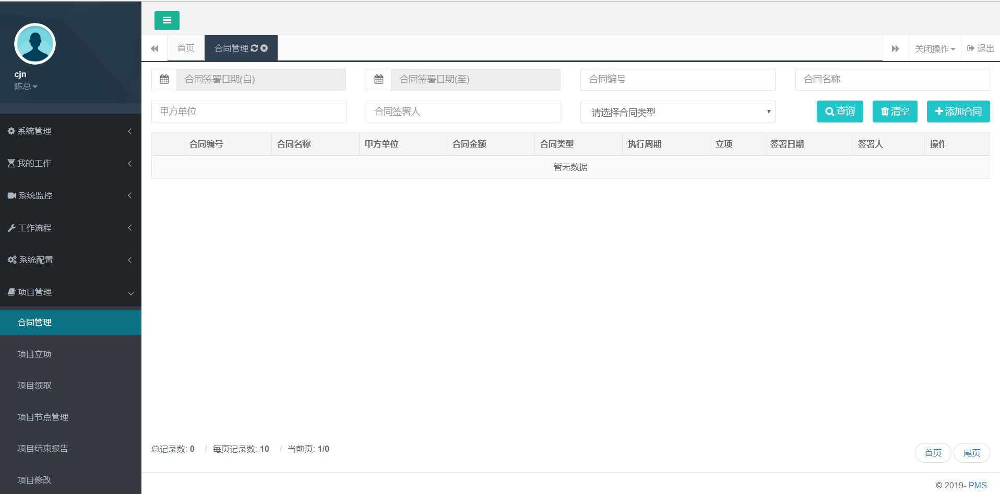 cjn
陈总
系统管理
我的工作
系统监控
工作流程
系统配置
项目管理
合同管理
项目立项
项目领取
项目节点管理
项目结束报告
项目修改
首页 合同管理 关闭操作 退出
合同签署日期(自) 合同签署日期(至) 合同编号 合同名称
甲方单位 合同签署人 请选择合同类型 查询 清空 添加合同
合同编号 合同名称 甲方单位 合同金额 合同类型 执行周期 立项 签署日期 签署人 操作
暂无数据
总记录数: 0 / 每页记录数: 10 / 当前页: 1/0 首页 尾页
© 2019- PMS